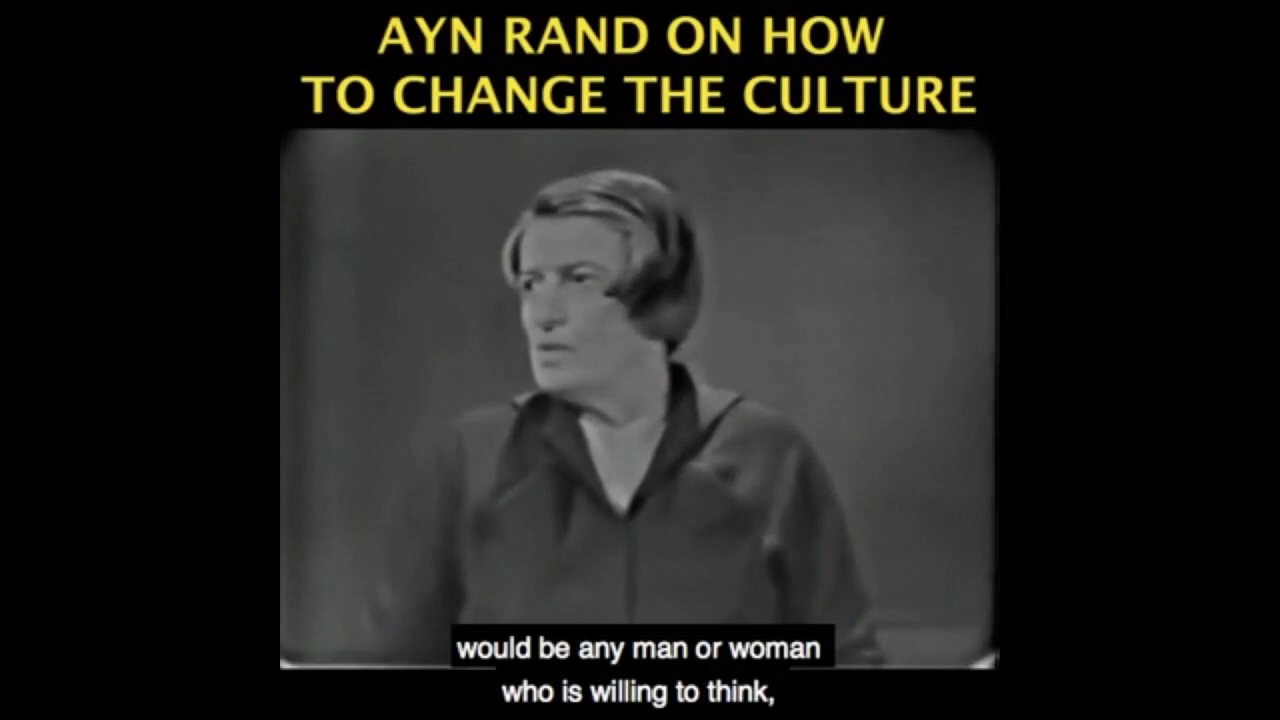 AYN RAND ON HOW
TO CHANGE THE CULTURE
would be any man or woman
who is willing to think,